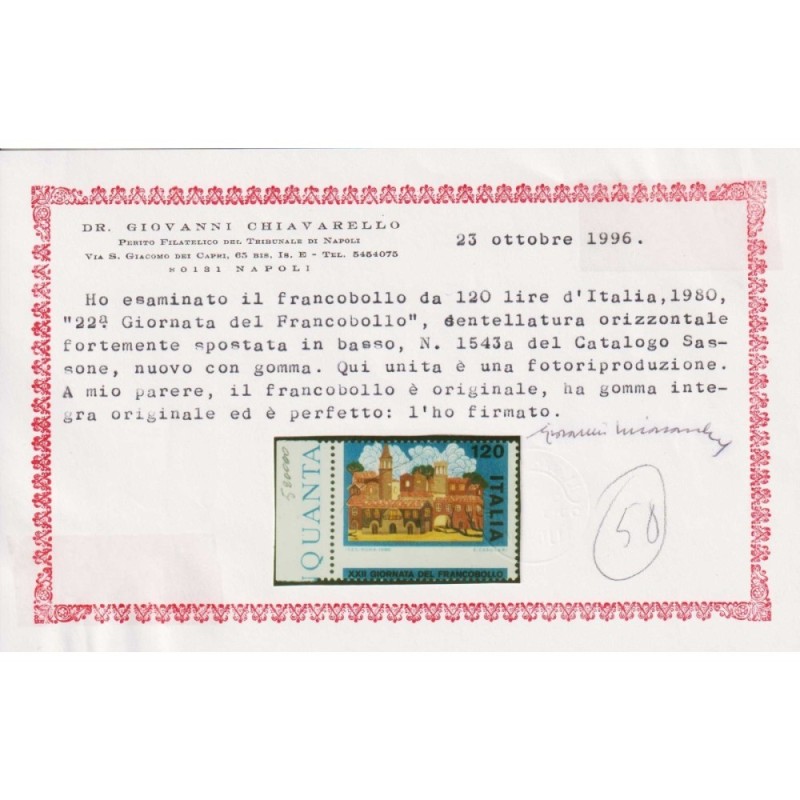 DR. GIOVANNI CHIAVARELLO
PERITO FILATELICO DEL TRIBUNALE DI NAPOLI
VIA S. GIACOMO DEI CAPRI, 65 BIS, IS. E - TEL. 5454075
80131 NAPOLI
23 ottobre 1996.
Ho esaminato il francobollo da 120 lire d'Italia,1980,
"22ª Giornata del Francobollo", dentellatura orizzontale
fortemente spostata in basso, N. 1543a del Catalogo Sas-
sone, nuovo con gomma. Qui unita è una fotoriproduzione.
A mio parere, il francobollo è originale, ha gomma inte-
gra originale ed è perfetto: l'ho firmato.
IQUANTA
120
ITALIA
XXII GIORNATA DEL FRANCOBOLLO
50